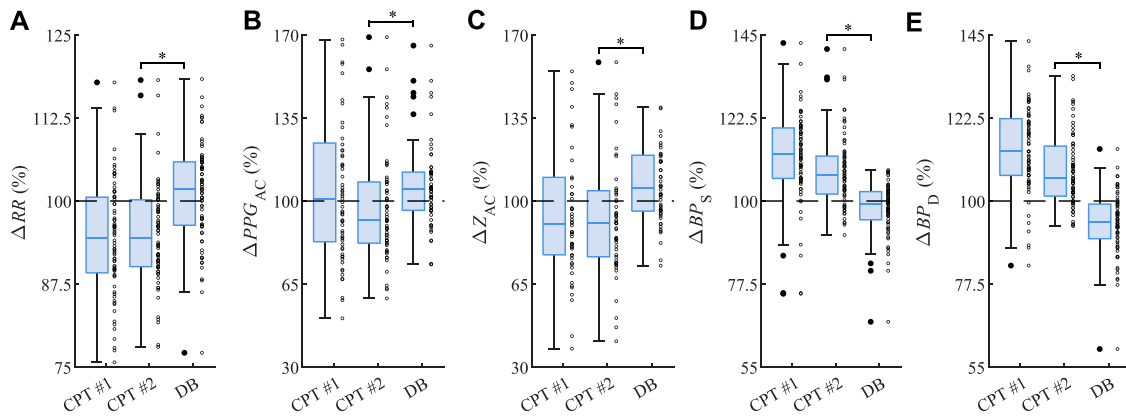 A
ΔRR (%)
125
112.5
100
87.5
75
*
CPT #1
CPT #2
DB
B
ΔPPG_AC (%)
170
135
100
65
30
*
CPT #1
CPT #2
DB
C
ΔZ_AC (%)
170
135
100
65
30
*
CPT #1
CPT #2
DB
D
ΔBP_S (%)
145
122.5
100
77.5
55
*
CPT #1
CPT #2
DB
E
ΔBP_D (%)
145
122.5
100
77.5
55
*
CPT #1
CPT #2
DB